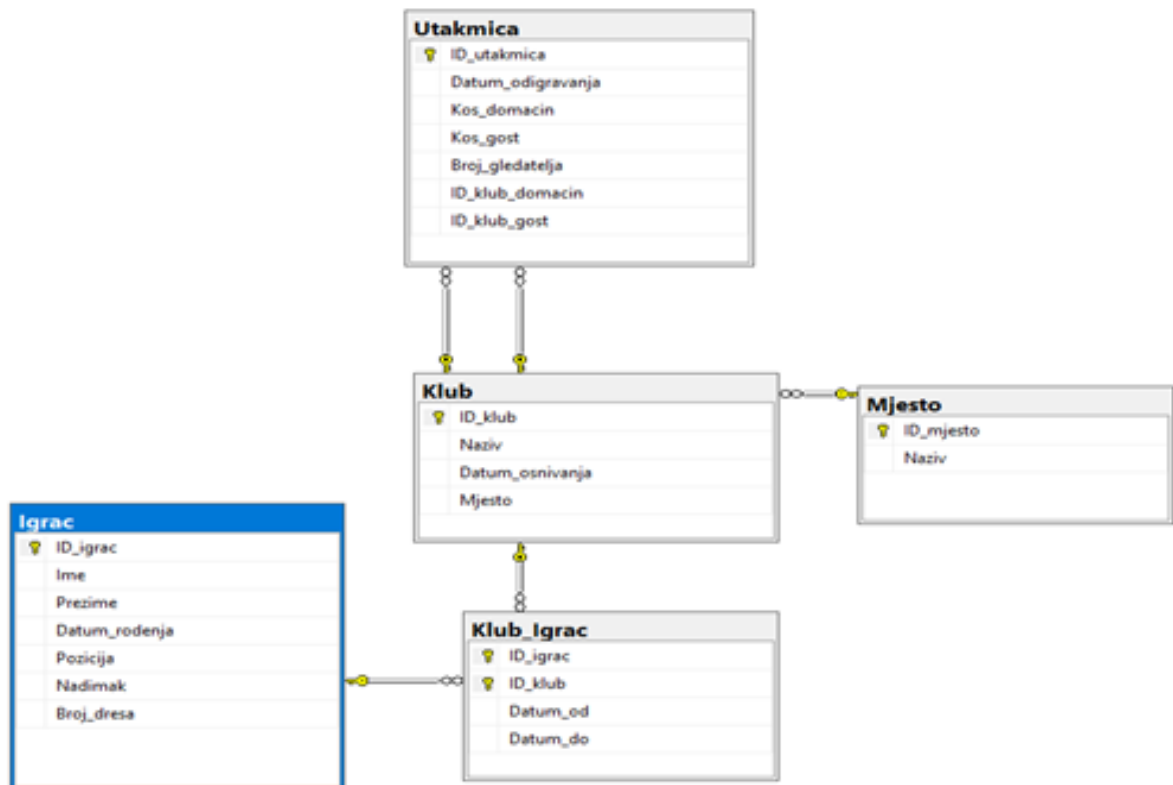 Utakmica
ID_utakmica
Datum_odigravanja
Kos_domacin
Kos_gost
Broj_gledatelja
ID_klub_domacin
ID_klub_gost
Klub
ID_klub
Naziv
Datum_osnivanja
Mjesto
Mjesto
ID_mjesto
Naziv
Igrac
ID_igrac
Ime
Prezime
Datum_rodenja
Pozicija
Nadimak
Broj_dresa
Klub_Igrac
ID_igrac
ID_klub
Datum_od
Datum_do